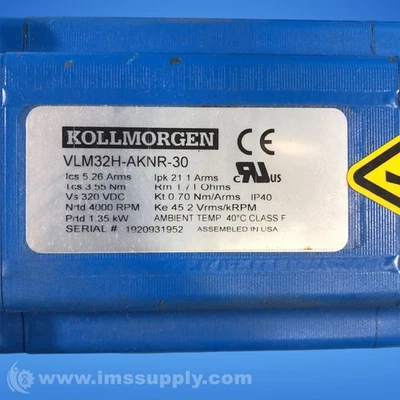 KOLLMORGEN CE
VLM32H-AKNR-30
Ics 5.26 Arms Ipk 21.1 Arms
Tcs 3.55 Nm Rm 1.71 Ohms
c RU US
Vs 320 VDC Kt 0.70 Nm/Arms IP40
Nrtd 4000 RPM Ke 45.2 Vrms/kRPM
Prtd 1.35 kW AMBIENT TEMP 40°C CLASS F
SERIAL # 1920931952 ASSEMBLED IN USA
© www.imssupply.com